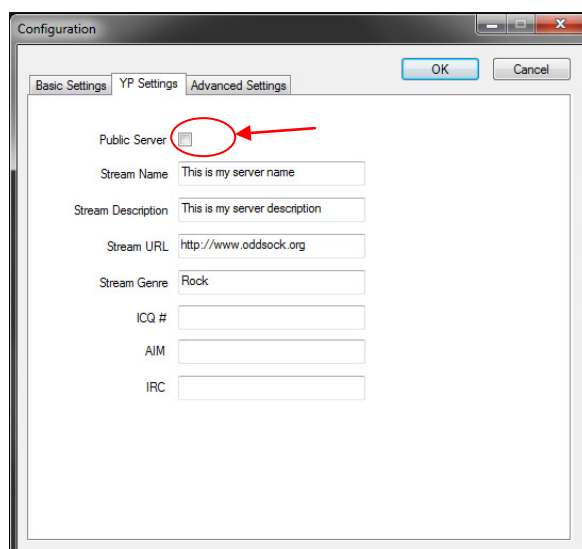 Configuration
OK Cancel
Basic Settings YP Settings Advanced Settings
Public Server
Stream Name This is my server name
Stream Description This is my server description
Stream URL http://www.oddsock.org
Stream Genre Rock
ICQ #
AIM
IRC